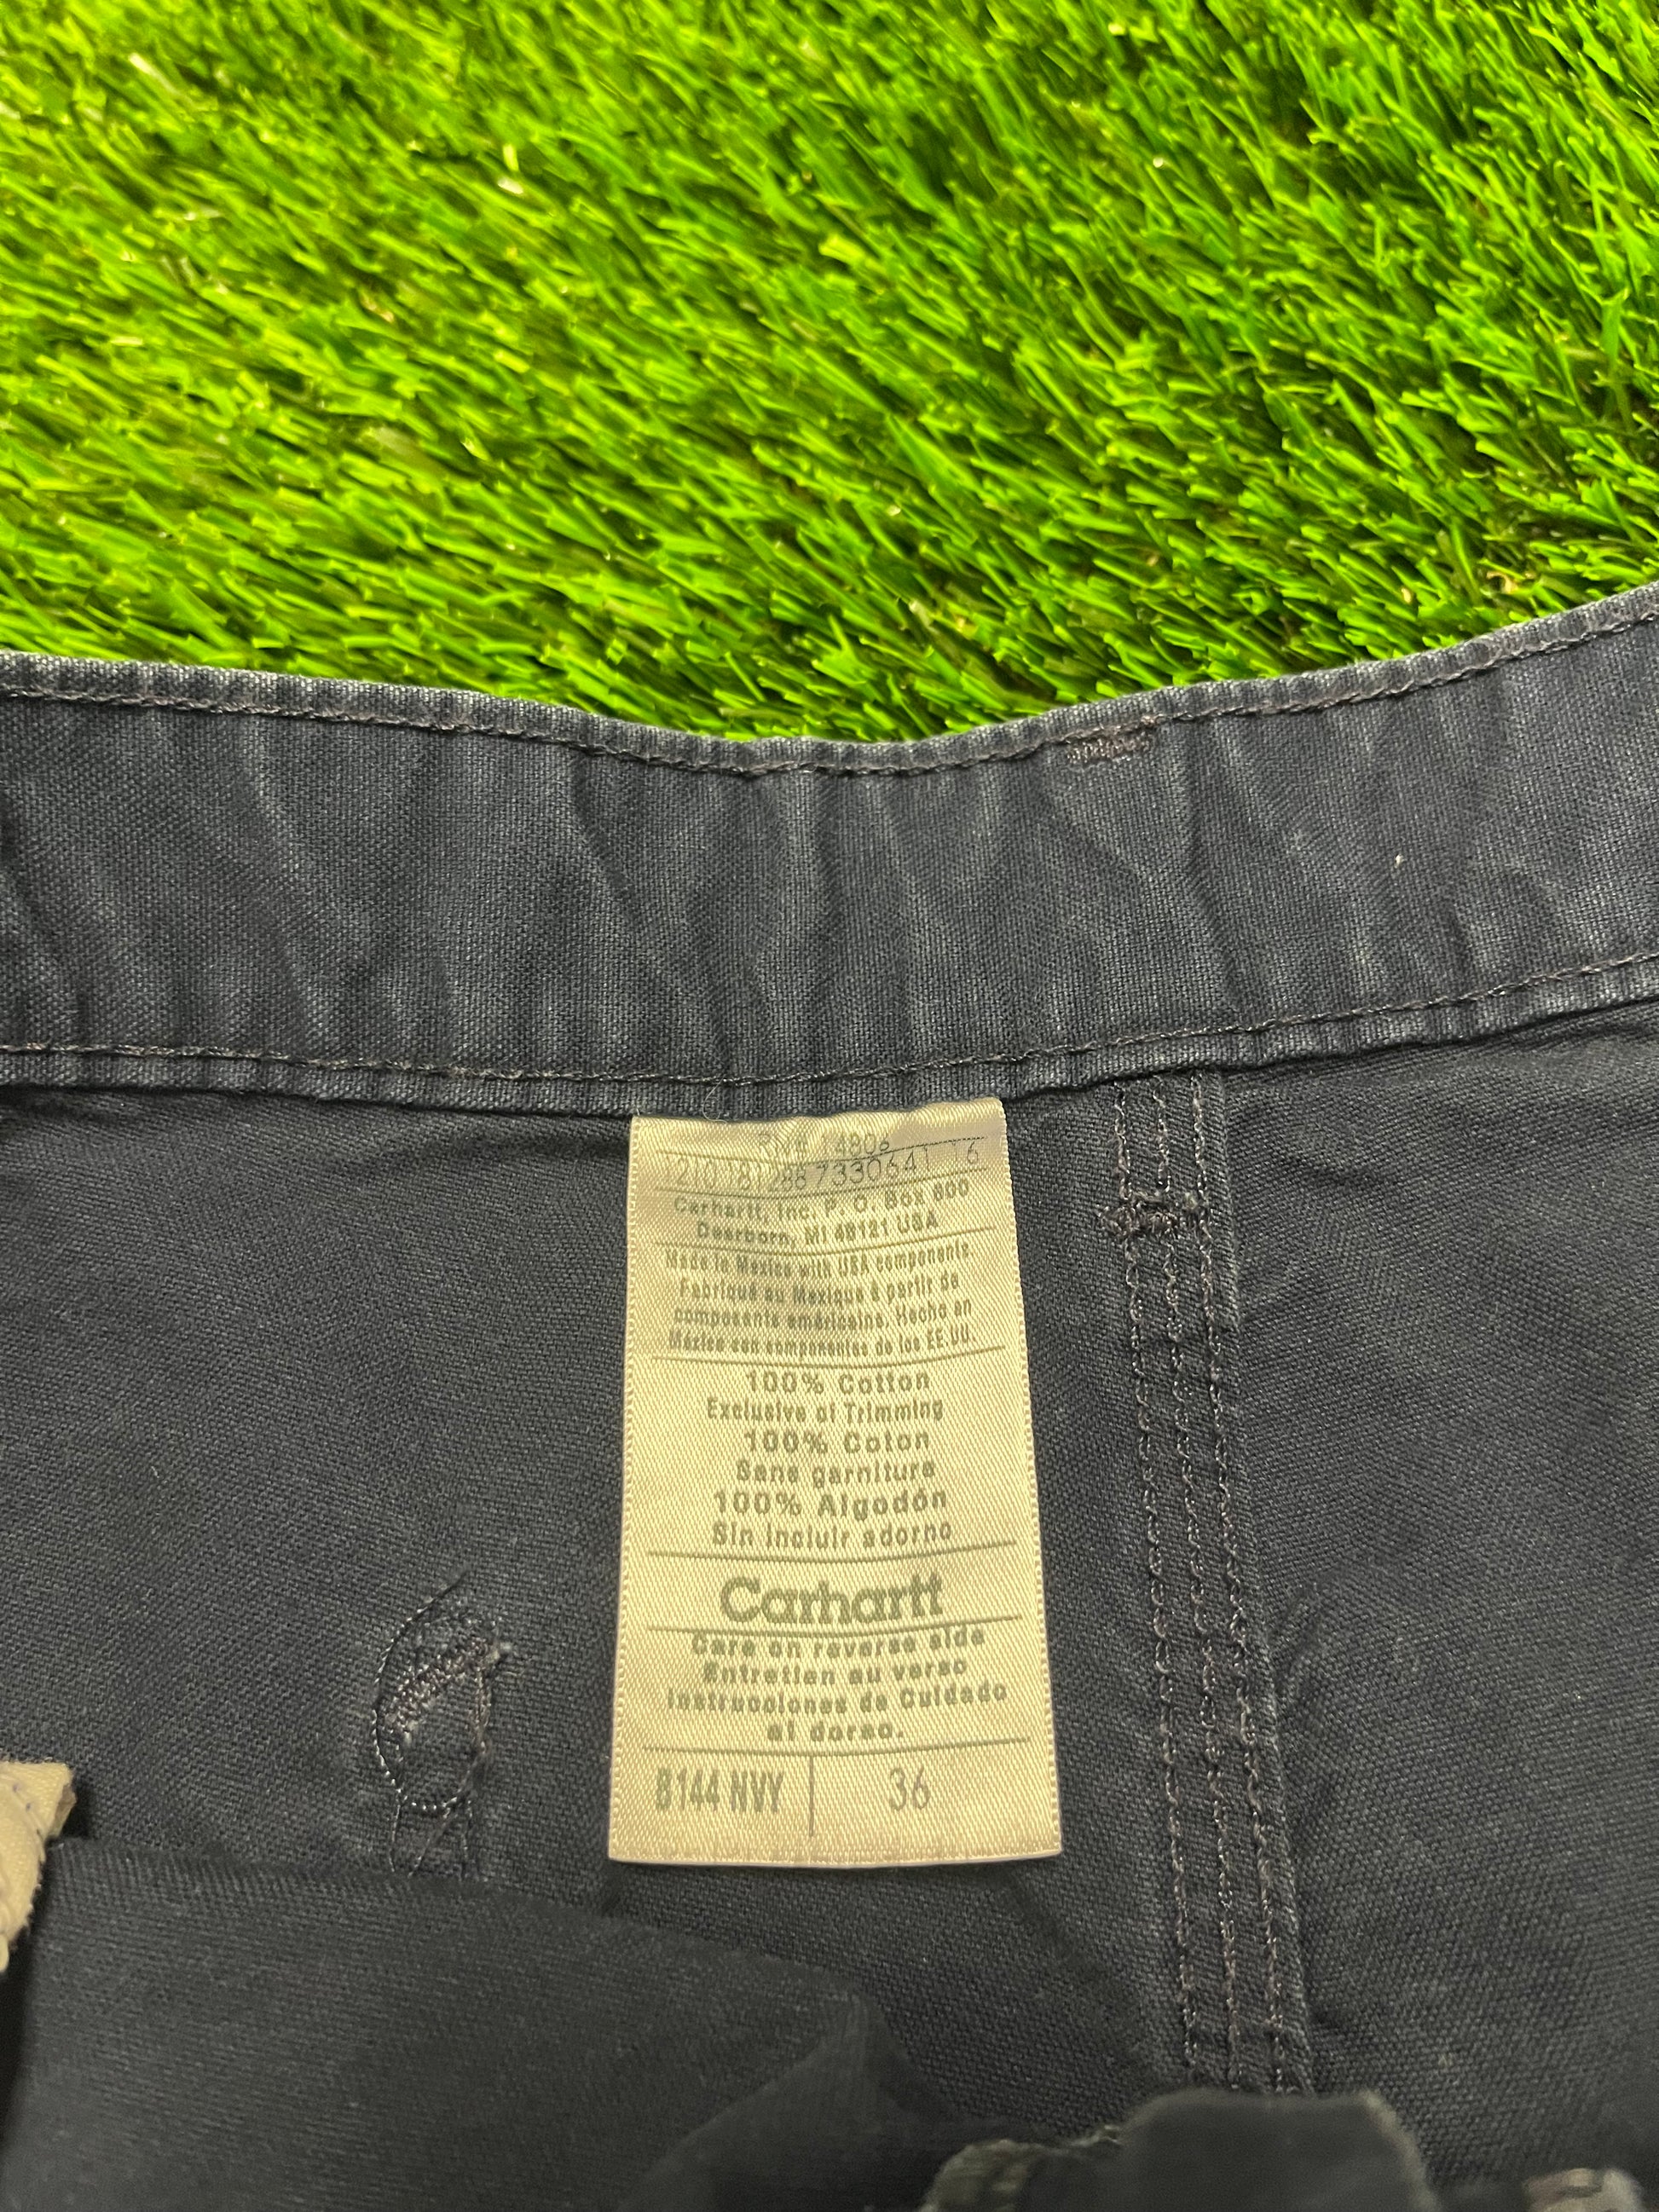 RN# 14806
Carhartt, Inc. P. O. Box 600
Dearborn, MI 48121 USA
Made in Mexico with USA components.
Fabriqué au Mexique à partir de
composants américains. Hecho en
México con componentes de los EE.UU.
100% Cotton
Exclusive of Trimming
100% Coton
Sans garniture
100% Algodón
Sin incluir adorno
Carhartt
Care on reverse side
Entretien au verso
Instrucciones de Cuidado
al dorso.
B144 NVY 36